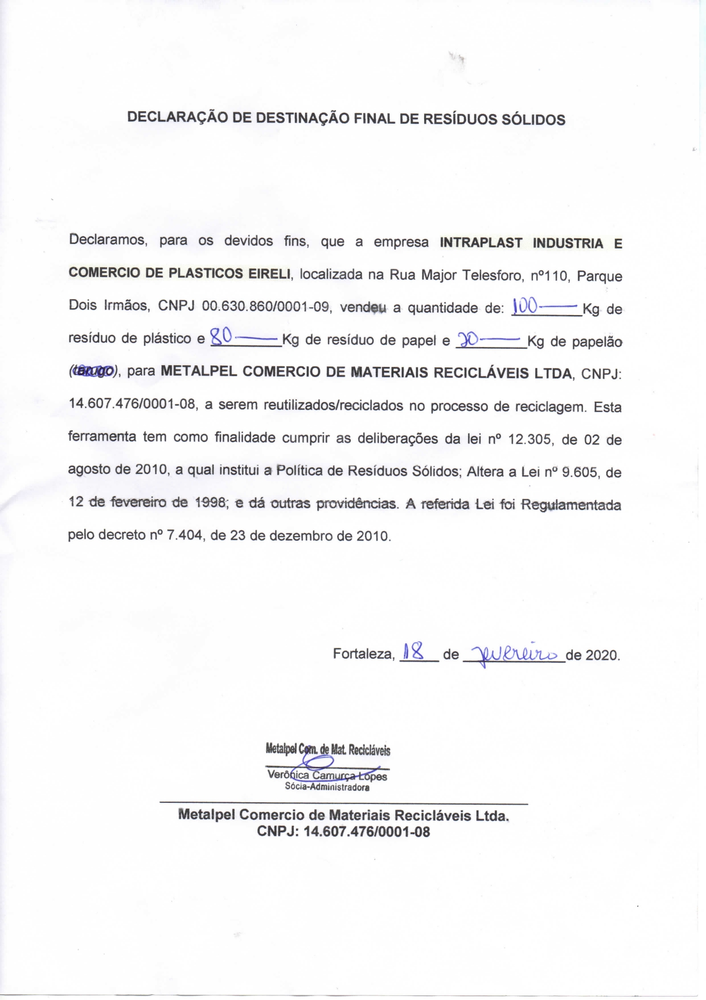 DECLARAÇÃO DE DESTINAÇÃO FINAL DE RESÍDUOS SÓLIDOS
Declaramos, para os devidos fins, que a empresa INTRAPLAST INDUSTRIA E
COMERCIO DE PLASTICOS EIRELI, localizada na Rua Major Telesforo, nº110, Parque
Dois Irmãos, CNPJ 00.630.860/0001-09, vendeu a quantidade de: 100 Kg de
resíduo de plástico e 80 Kg de resíduo de papel e 20 Kg de papelão
(tarugo), para METALPEL COMERCIO DE MATERIAIS RECICLÁVEIS LTDA, CNPJ:
14.607.476/0001-08, a serem reutilizados/reciclados no processo de reciclagem. Esta
ferramenta tem como finalidade cumprir as deliberações da lei nº 12.305, de 02 de
agosto de 2010, a qual institui a Política de Resíduos Sólidos; Altera a Lei nº 9.605, de
12 de fevereiro de 1998; e dá outras providências. A referida Lei foi Regulamentada
pelo decreto nº 7.404, de 23 de dezembro de 2010.
Fortaleza, 18 de fevereiro de 2020.
Metalpel Com. de Mat. Recicláveis
Verônica Camurça Lopes
Sócia-Administradora
Metalpel Comercio de Materiais Recicláveis Ltda.
CNPJ: 14.607.476/0001-08